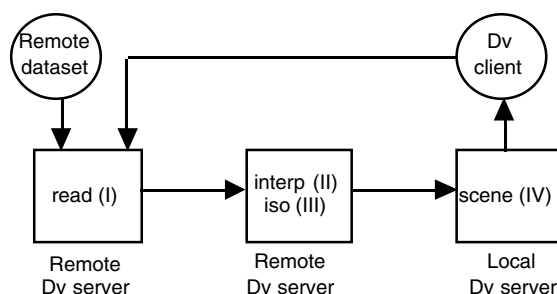 Remote
dataset
Dv
client
read (I)
interp (II)
iso (III)
scene (IV)
Remote
Dv server
Remote
Dv server
Local
Dv server